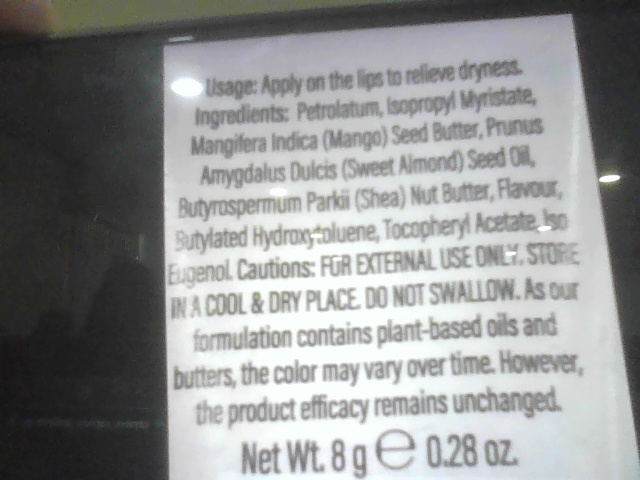 Usage: Apply on the lips to relieve dryness.
Ingredients: Petrolatum, Isopropyl Myristate,
Mangifera Indica (Mango) Seed Butter, Prunus
Amygdalus Dulcis (Sweet Almond) Seed Oil,
Butyrospermum Parkii (Shea) Nut Butter, Flavour,
Butylated Hydroxytoluene, Tocopheryl Acetate, Iso
Eugenol. Cautions: FOR EXTERNAL USE ONLY. STORE
IN A COOL & DRY PLACE. DO NOT SWALLOW. As our
formulation contains plant-based oils and
butters, the color may vary over time. However,
the product efficacy remains unchanged.
Net Wt. 8 g ℮ 0.28 oz.